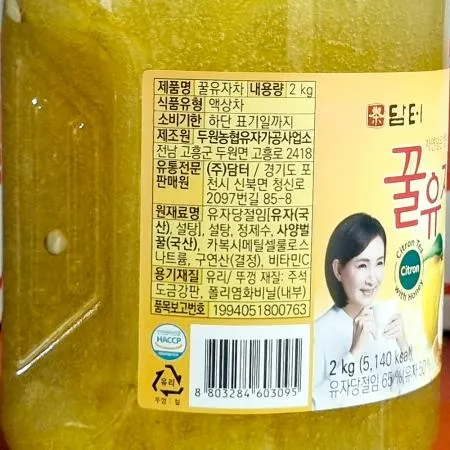 제품명 꿀유자차 내용량 2 kg
식품유형 액상차
소비기한 하단 표기일까지
제조원 두원농협유자가공사업소
전남 고흥군 두원면 고흥로 2418
유통전문 (주)담터 / 경기도 포
판매원 천시 신북면 청신로
2097번길 85-8
원재료명 유자당절임[유자(국
산), 설탕], 설탕, 정제수, 사양벌
꿀(국산), 카복시메틸셀룰로스
나트륨, 구연산(결정), 비타민C
용기재질 유리/ 뚜껑 재질: 주석
도금강판, 폴리염화비닐(내부)
품목보고번호 1994051800763
HACCP
유리
뚜껑 : 철
8 803284 603095
담터
꿀유
Citron Tea
Citron
with Honey
2 kg (5,140 kcal)
유자당절임 65 %(유자 50 %